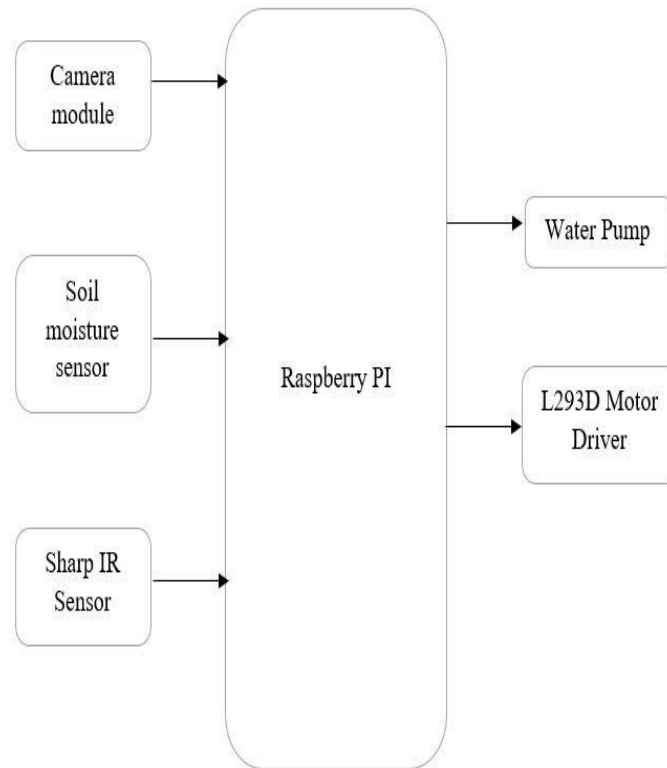 Camera
module
Soil
moisture
sensor
Sharp IR
Sensor
Raspberry PI
Water Pump
L293D Motor
Driver